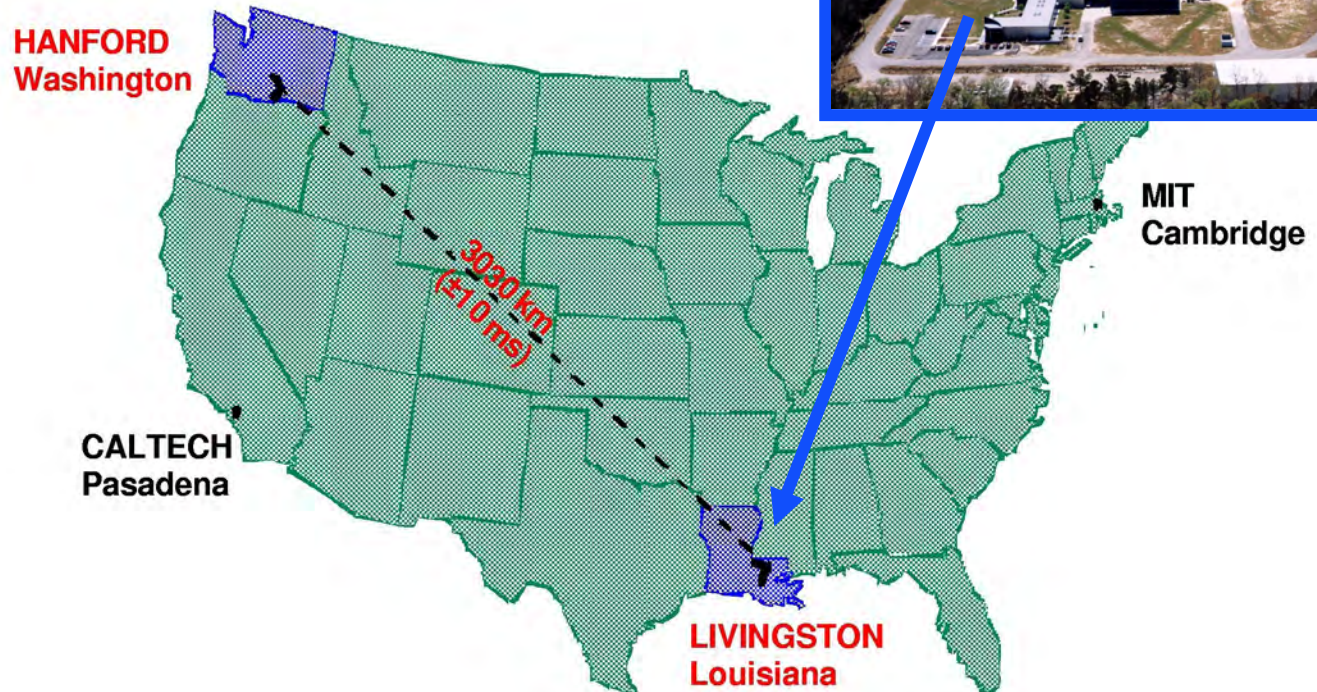 HANFORD
Washington
MIT
Cambridge
3030 km
(±10 ms)
CALTECH
Pasadena
LIVINGSTON
Louisiana